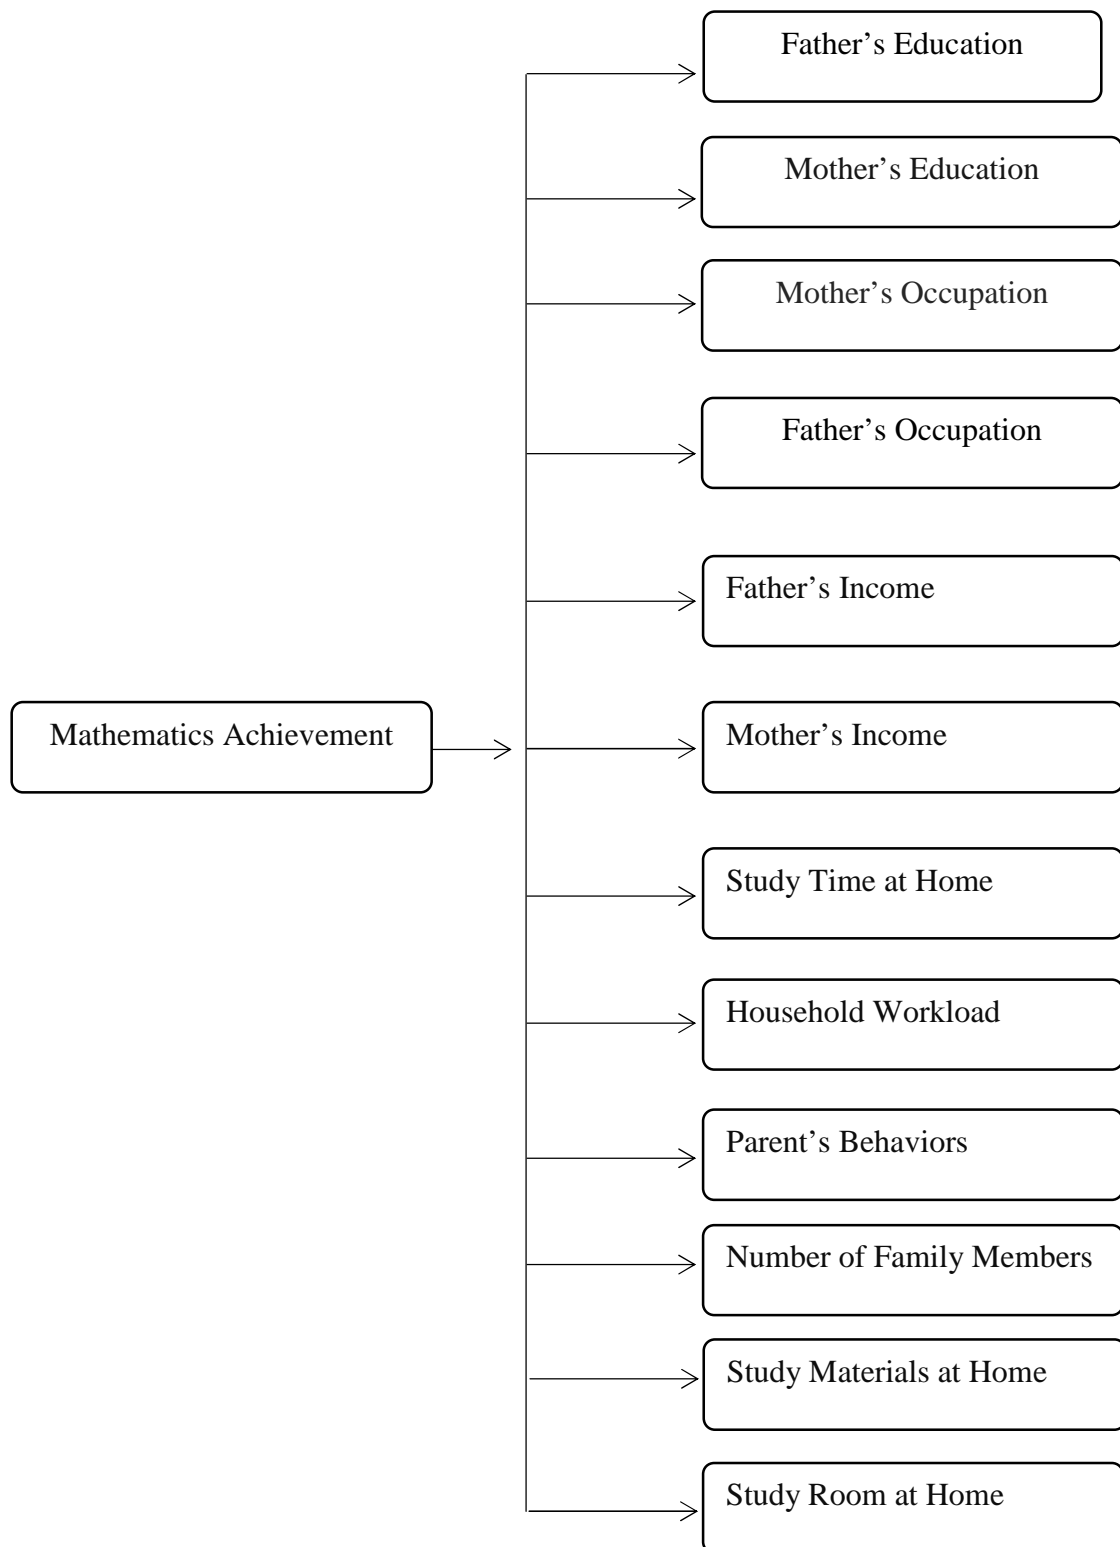 Father’s Education
Mother’s Education
Mother’s Occupation
Father’s Occupation
Father’s Income
Mathematics Achievement
Mother’s Income
Study Time at Home
Household Workload
Parent’s Behaviors
Number of Family Members
Study Materials at Home
Study Room at Home